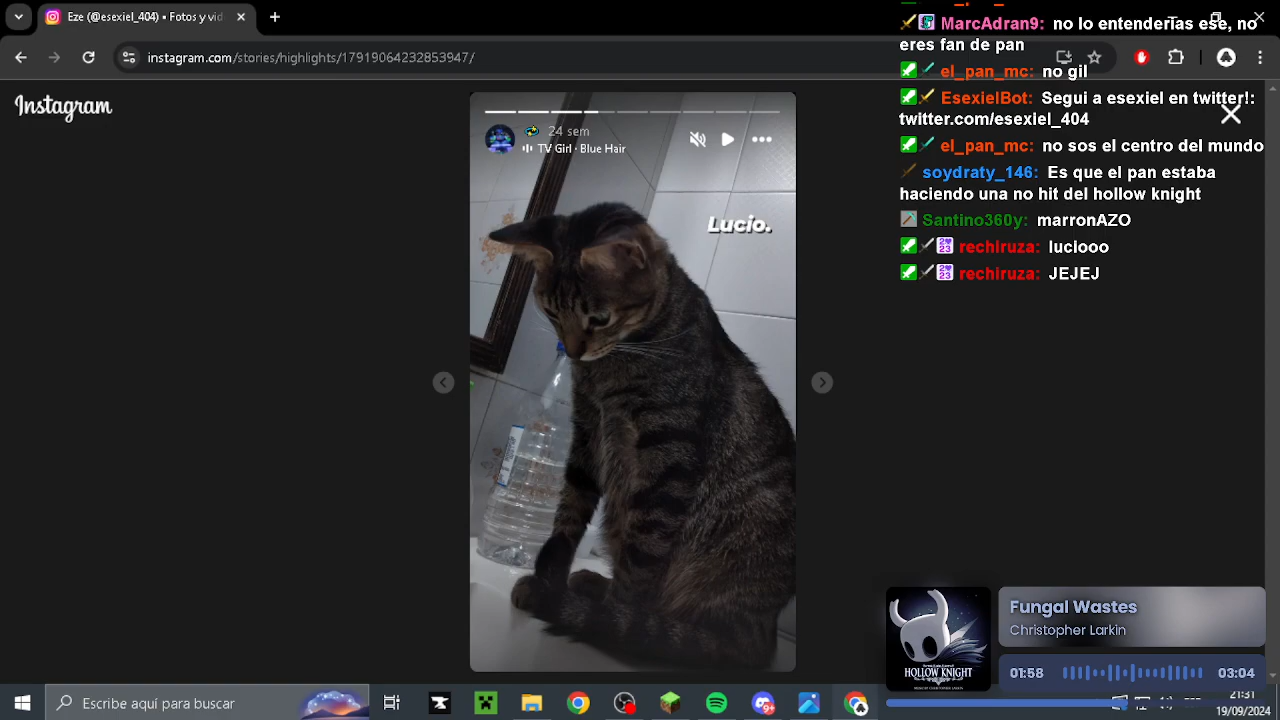 Esexiel (~404) • Fotos y vid
instagram.com/stories/highlights/17919064232853947/
Instagram
24 sem
TV Girl · Blue Hair
Lucio.
MarcAdran9: no lo entenderías ese, no
eres fan de pan
el_pan_mc: no gil
EsexielBot: Segui a esexiel en twitter!:
twitter.com/esexiel_404
el_pan_mc: no sos el centro del mundo
soydraty_146: Es que el pan estaba
haciendo una no hit del hollow knight
Santino360y: marronAZO
rechiruza: luciooo
rechiruza: JEJEJ
HOLLOW KNIGHT
Fungal Wastes
Christopher Larkin
01:58
03:04
Escribe aquí para buscar
21:31
19/09/2024